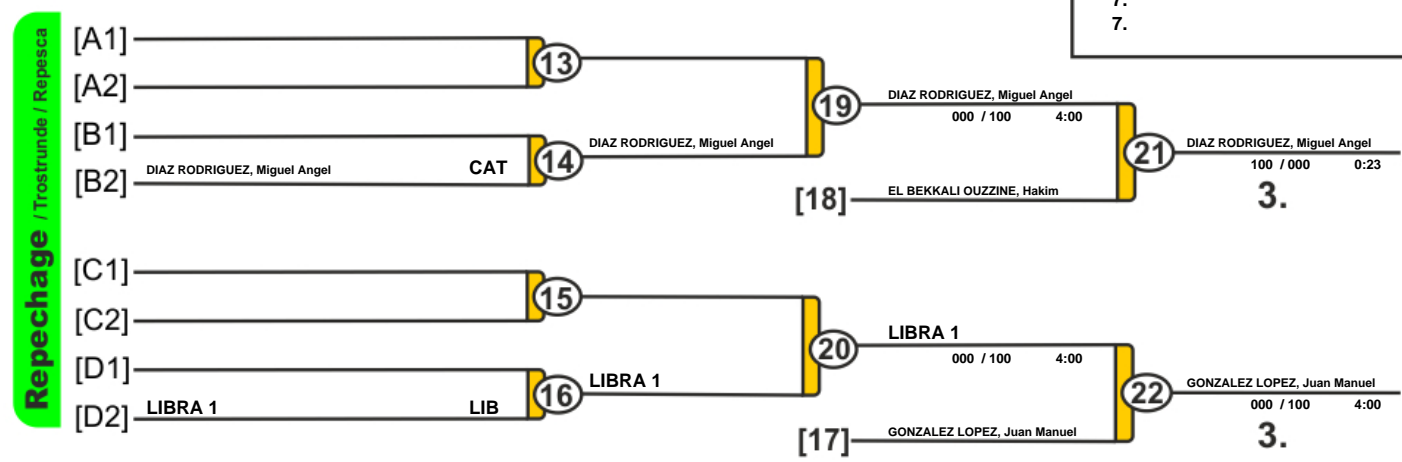 7.
7.
Repechage / Trostrunde / Repesca
[A1]
13
[A2]
19
DIAZ RODRIGUEZ, Miguel Angel
000 / 100 4:00
[B1]
14
DIAZ RODRIGUEZ, Miguel Angel
21
DIAZ RODRIGUEZ, Miguel Angel
100 / 000 0:23
3.
[B2]
DIAZ RODRIGUEZ, Miguel Angel
CAT
[18]
EL BEKKALI OUZZINE, Hakim
[C1]
15
[C2]
20
LIBRA 1
000 / 100 4:00
[D1]
16
LIBRA 1
22
GONZALEZ LOPEZ, Juan Manuel
000 / 100 4:00
3.
[D2]
LIBRA 1
LIB
[17]
GONZALEZ LOPEZ, Juan Manuel